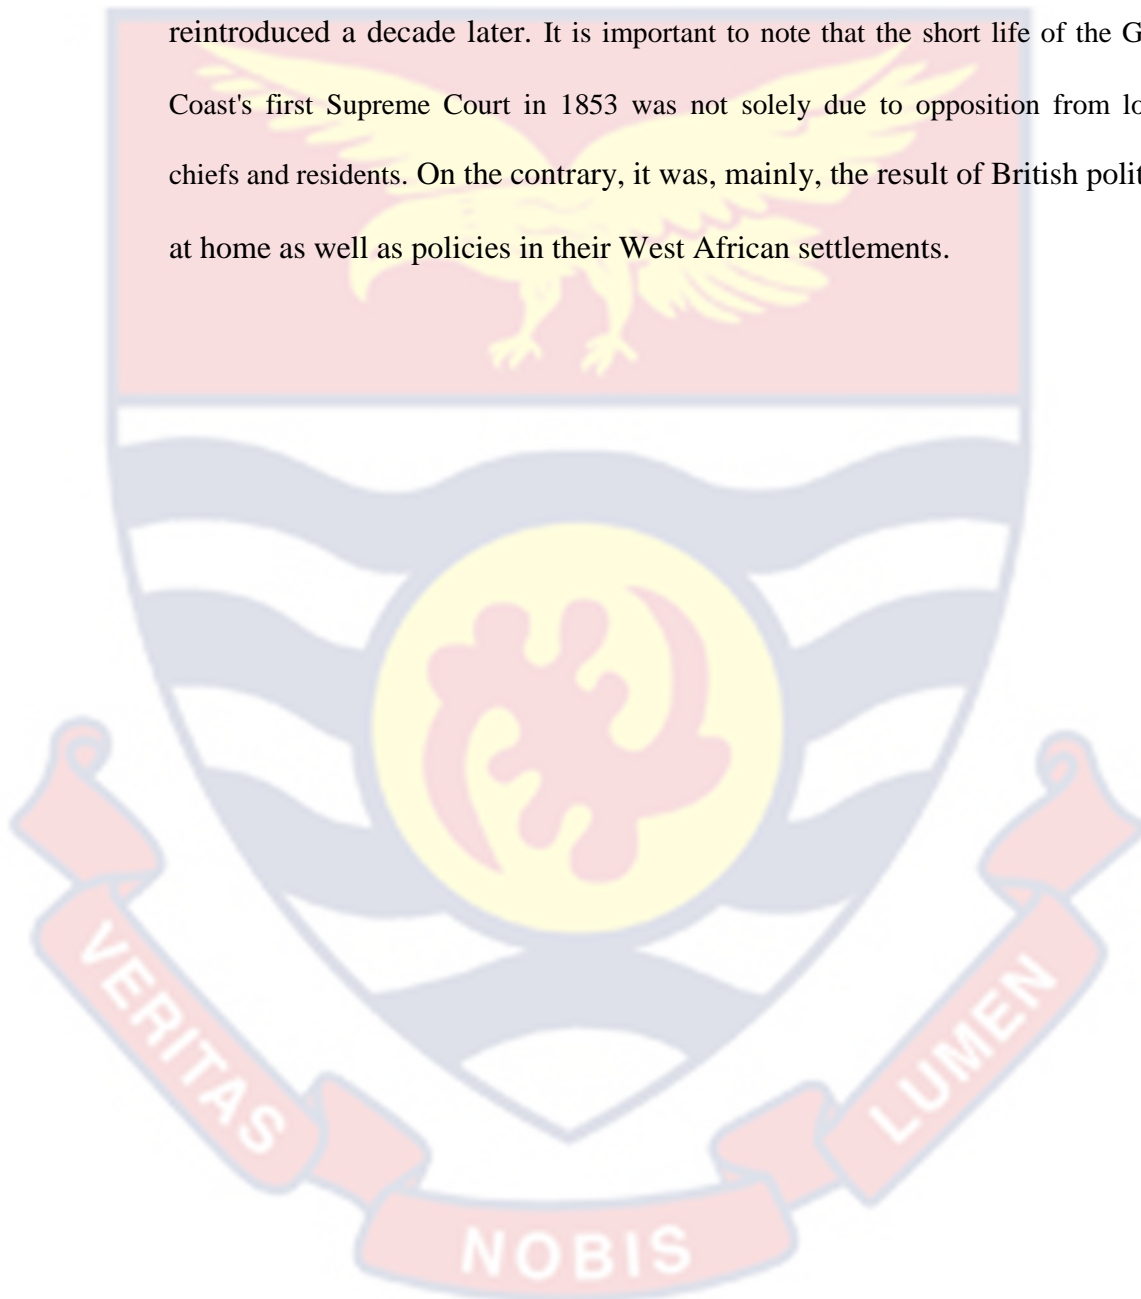 reintroduced a decade later. It is important to note that the short life of the G
Coast's first Supreme Court in 1853 was not solely due to opposition from lo
chiefs and residents. On the contrary, it was, mainly, the result of British polit
at home as well as policies in their West African settlements.
VERITAS
NOBIS
LUMEN